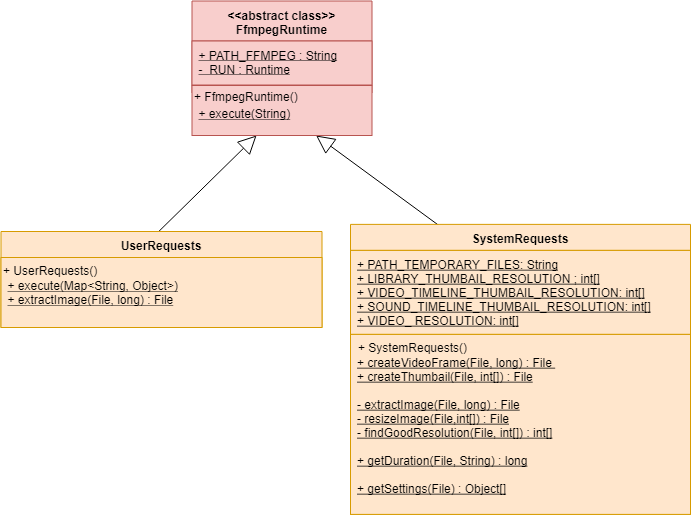 <<abstract class>>
FfmpegRuntime
+ PATH_FFMPEG : String
- RUN : Runtime
+ FfmpegRuntime()
+ execute(String)
UserRequests
+ UserRequests()
+ execute(Map<String, Object>)
+ extractImage(File, long) : File
SystemRequests
+ PATH_TEMPORARY_FILES: String
+ LIBRARY_THUMBAIL_RESOLUTION ; int[]
+ VIDEO_TIMELINE_THUMBAIL_RESOLUTION: int[]
+ SOUND_TIMELINE_THUMBAIL_RESOLUTION: int[]
+ VIDEO_ RESOLUTION: int[]
+ SystemRequests()
+ createVideoFrame(File, long) : File
+ createThumbail(File, int[]) : File
- extractImage(File, long) : File
- resizeImage(File,int[]) : File
- findGoodResolution(File, int[]) : int[]
+ getDuration(File, String) : long
+ getSettings(File) : Object[]